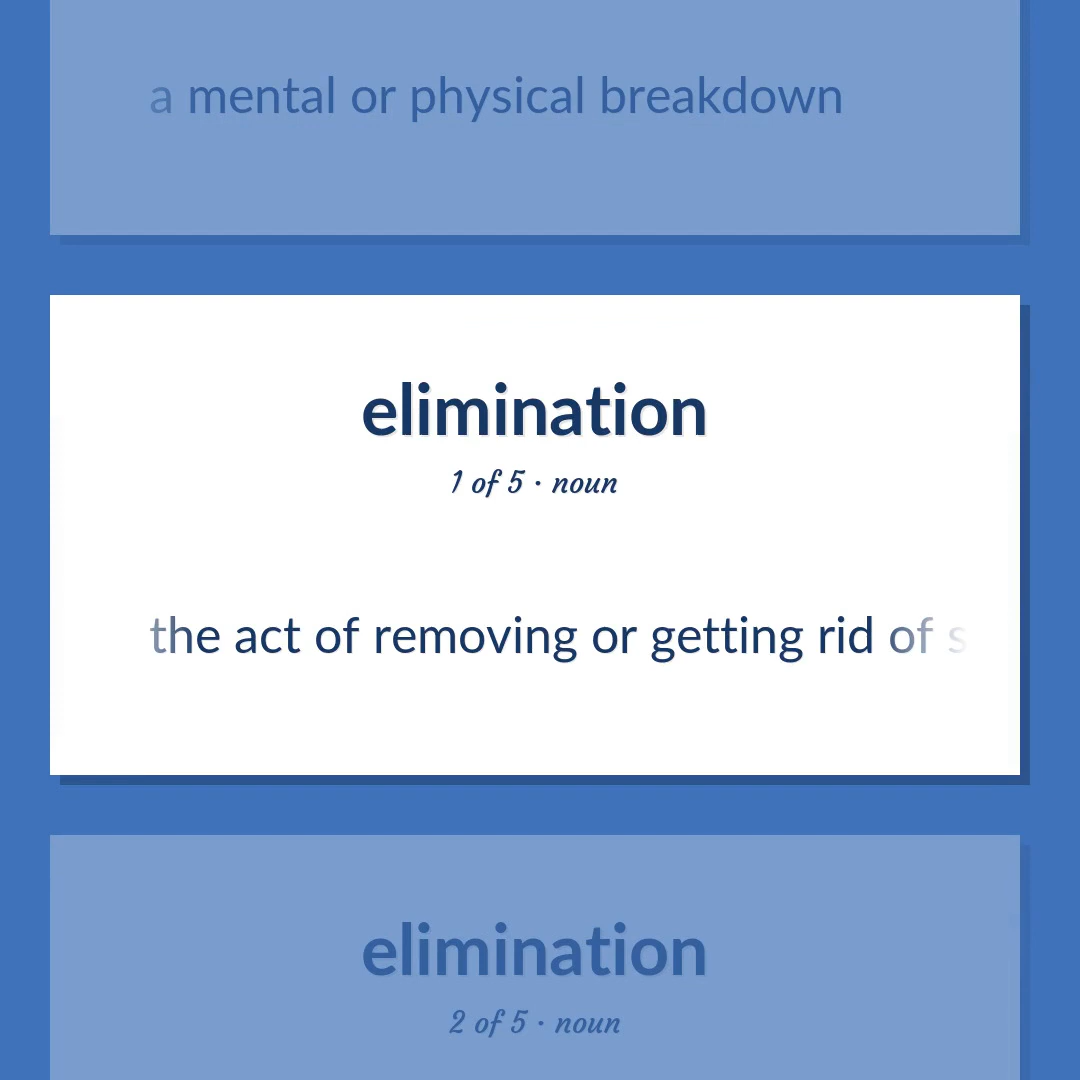 a mental or physical breakdown
elimination
1 of 5 · noun
the act of removing or getting rid of
elimination
2 of 5 · noun